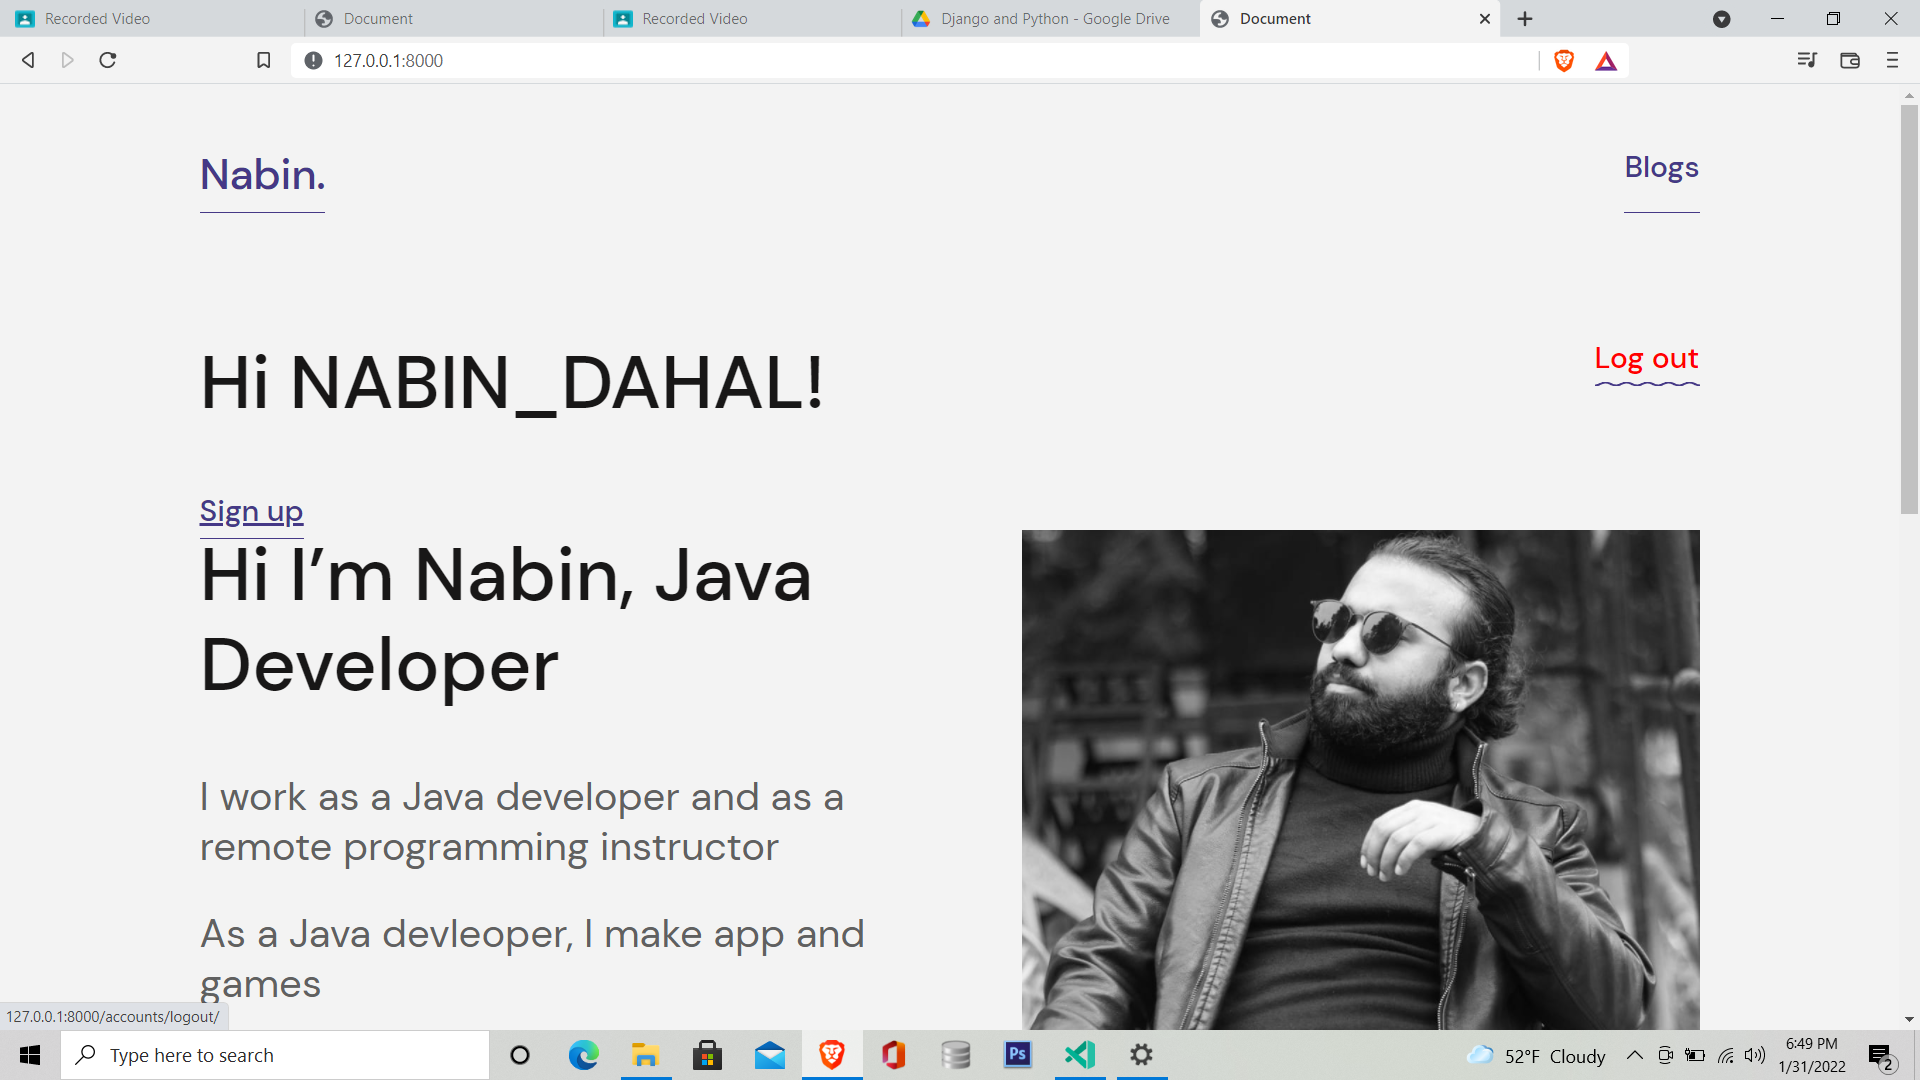 Recorded Video
Document
Recorded Video
Django and Python - Google Drive
Document
127.0.0.1:8000
Nabin.
Blogs
Hi NABIN_DAHAL!
Log out
Sign up
Hi I’m Nabin, Java
Developer
I work as a Java developer and as a
remote programming instructor
As a Java devleoper, I make app and
games
127.0.0.1:8000/accounts/logout/
Type here to search
Ps
52°F Cloudy
6:49 PM
1/31/2022
2